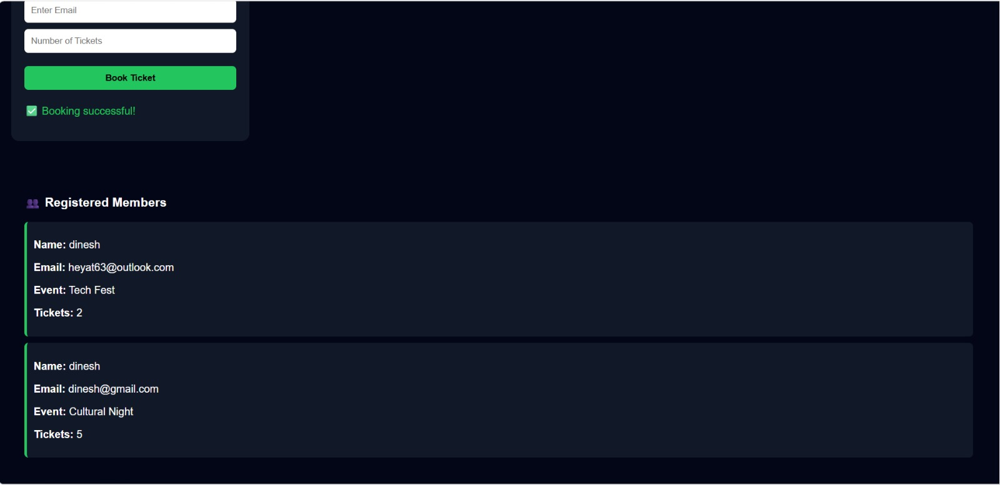 Enter Email
Number of Tickets
Book Ticket
✅ Booking successful!
👥 Registered Members
Name: dinesh
Email: heyat63@outlook.com
Event: Tech Fest
Tickets: 2
Name: dinesh
Email: dinesh@gmail.com
Event: Cultural Night
Tickets: 5